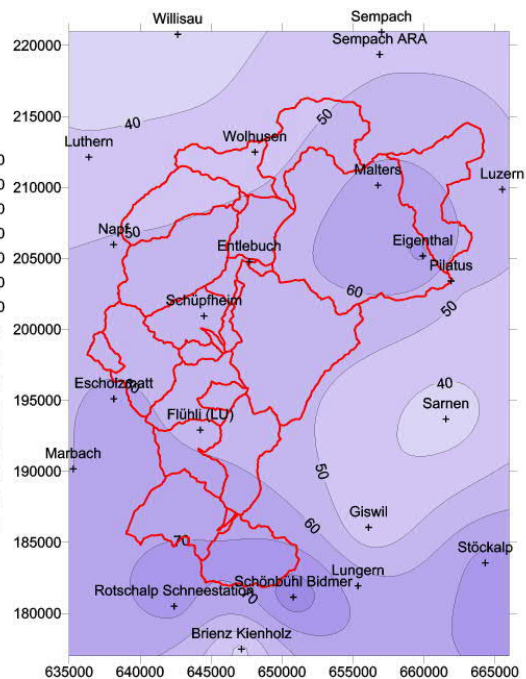 Willisau
Sempach
220000
Sempach ARA
215000
40
50
Wolhusen
Luthern
Malters
Luzern
210000
50
Napf
Entlebuch
Eigenthal
205000
Pilatus
60
50
Schüpfheim
200000
Escholzmatt
60
40
195000
Sarnen
Flühli (LU)
Marbach
190000
50
Giswil
60
185000
70
Stöckalp
Lungern
Schönbühl Bidmer
Rotschalp Schneestation
70
180000
Brienz Kienholz
635000 640000 645000 650000 655000 660000 665000